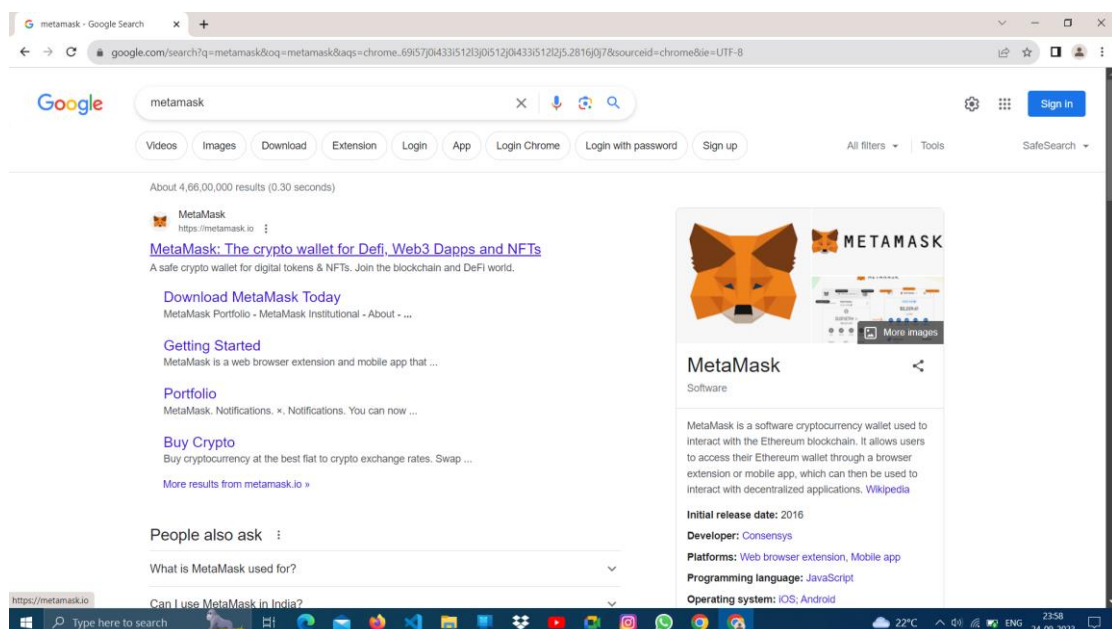 metamask - Google Search
google.com/search?q=metamask&oq=metamask&aqs=chrome..69i57j0i433i512l3j0i512j0i433i512l2j5.2816j0j7&sourceid=chrome&ie=UTF-8
Google
metamask
Sign in
Videos
Images
Download
Extension
Login
App
Login Chrome
Login with password
Sign up
All filters
Tools
SafeSearch
About 4,66,00,000 results (0.30 seconds)
MetaMask
https://metamask.io
MetaMask: The crypto wallet for Defi, Web3 Dapps and NFTs
A safe crypto wallet for digital tokens & NFTs. Join the blockchain and DeFi world.
Download MetaMask Today
MetaMask Portfolio - MetaMask Institutional - About - ...
Getting Started
MetaMask is a web browser extension and mobile app that ...
Portfolio
MetaMask. Notifications. ×. Notifications. You can now ...
Buy Crypto
Buy cryptocurrency at the best fiat to crypto exchange rates. Swap ...
More results from metamask.io »
People also ask
What is MetaMask used for?
Can I use MetaMask in India?
METAMASK
More images
MetaMask
Software
MetaMask is a software cryptocurrency wallet used to
interact with the Ethereum blockchain. It allows users
to access their Ethereum wallet through a browser
extension or mobile app, which can then be used to
interact with decentralized applications. Wikipedia
Initial release date: 2016
Developer: Consensys
Platforms: Web browser extension, Mobile app
Programming language: JavaScript
Operating system: iOS; Android
https://metamask.io
Type here to search
22°C
ENG
23:58
24-09-2023